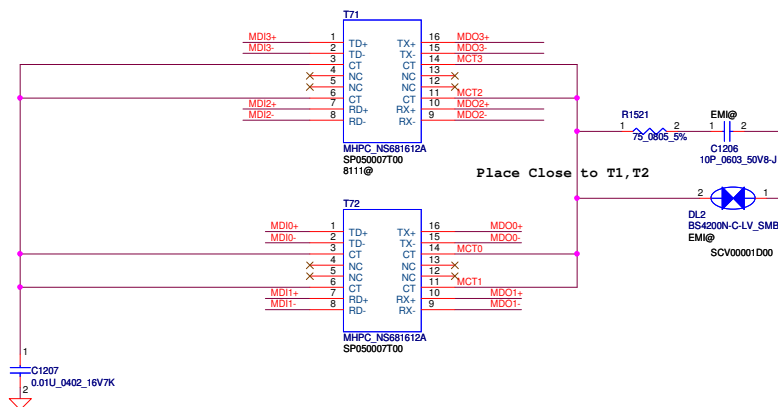 T71
MDI3+ 1 TD+ TX+ 16 MDO3+
MDI3- 2 TD- TX- 15 MDO3-
3 CT CT 14 MCT3
4 NC NC 13
5 NC NC 12
6 CT CT 11 MCT2
MDI2+ 7 RD+ RX+ 10 MDO2+
MDI2- 8 RD- RX- 9 MDO2-
MHPC_NS681612A
SP050007T00
8111@
R1521
1 2
75_0805_5%
EMI@
1 2
C1206
10P_0603_50V8-J
Place Close to T1,T2
2 1
DL2
BS4200N-C-LV_SMB
EMI@
SCV00001D00
T72
MDI0+ 1 TD+ TX+ 16 MDO0+
MDI0- 2 TD- TX- 15 MDO0-
3 CT CT 14 MCT0
4 NC NC 13
5 NC NC 12
6 CT CT 11 MCT1
MDI1+ 7 RD+ RX+ 10 MDO1+
MDI1- 8 RD- RX- 9 MDO1-
MHPC_NS681612A
SP050007T00
1
C1207
0.01U_0402_16V7K
2